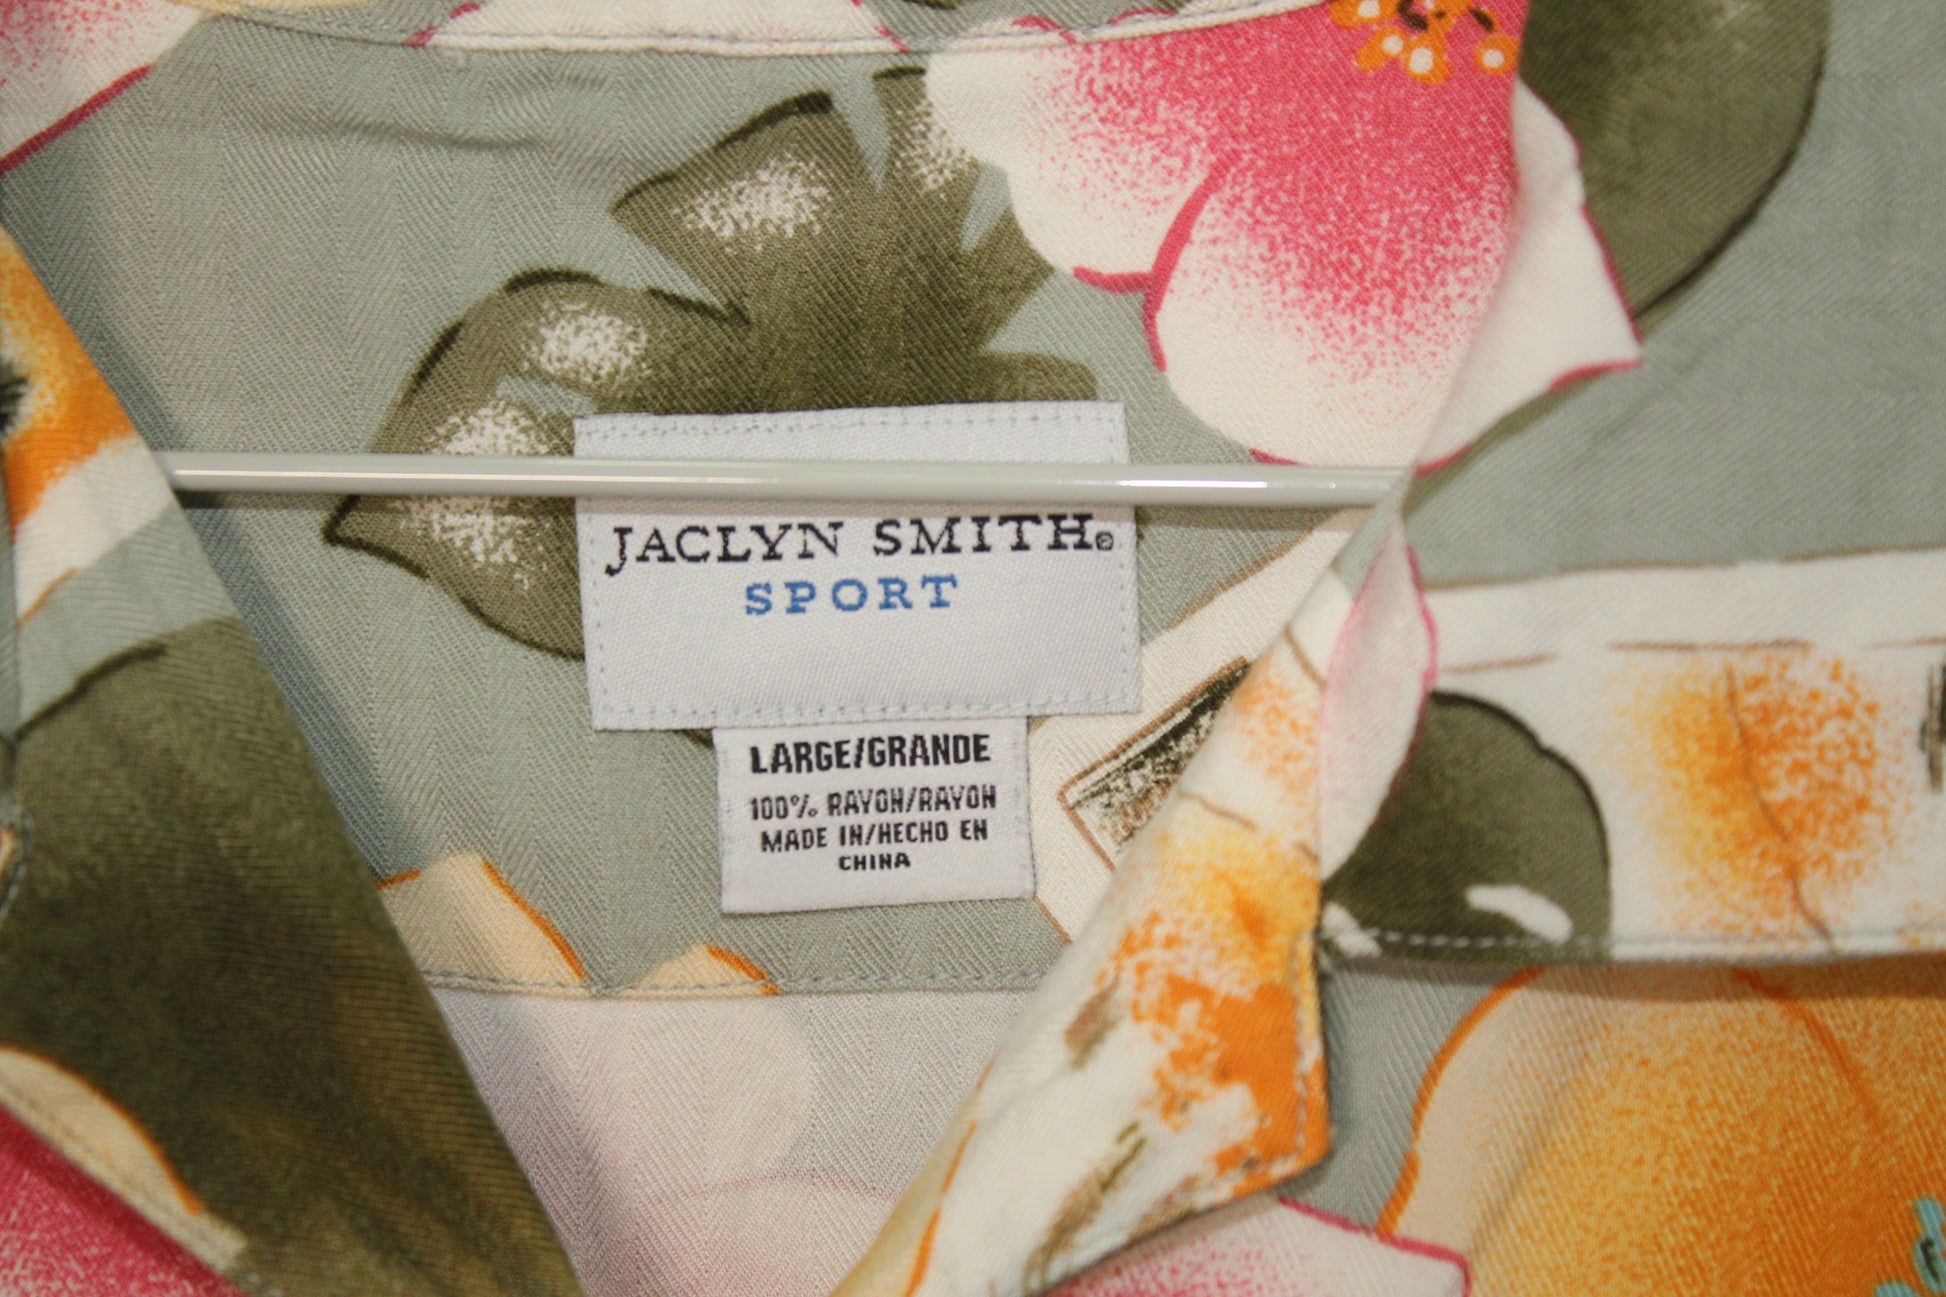 JACLYN SMITH®
SPORT
LARGE/GRANDE
100% RAYON/RAYON
MADE IN/HECHO EN
CHINA